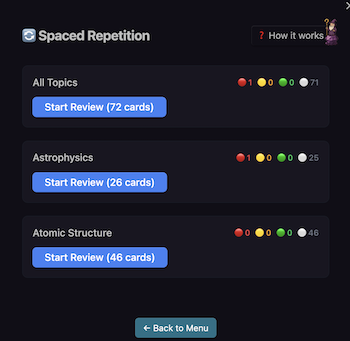 Spaced Repetition
? How it works
All Topics
1 0 0 71
Start Review (72 cards)
Astrophysics
1 0 0 25
Start Review (26 cards)
Atomic Structure
0 0 0 46
Start Review (46 cards)
← Back to Menu